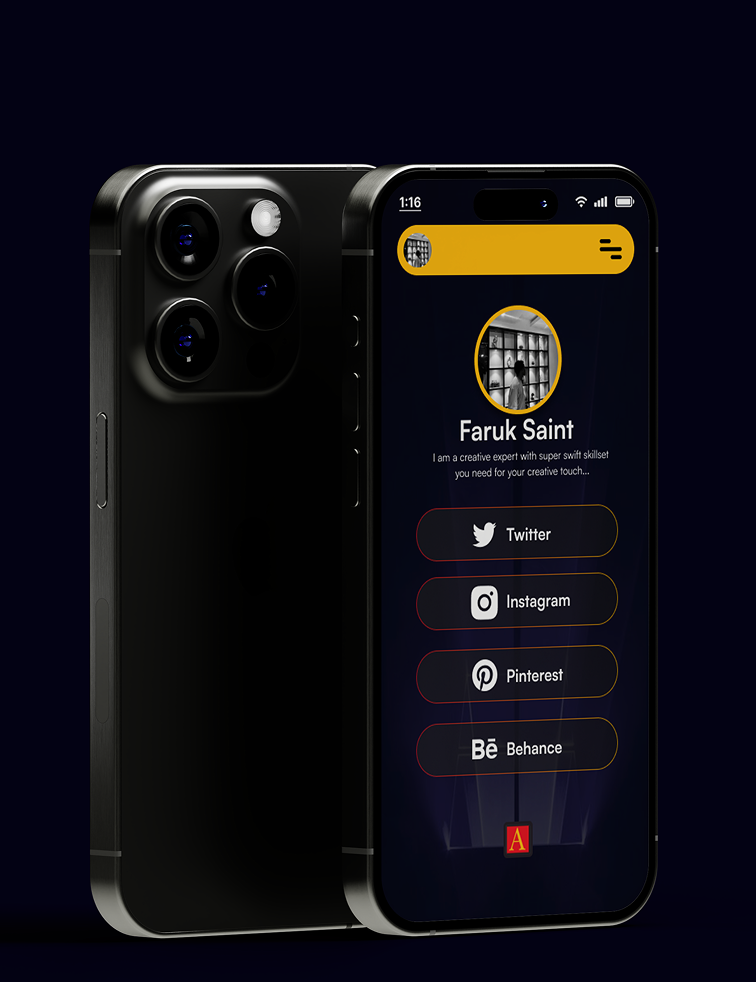 1:16
Faruk Saint
I am a creative expert with super swift skillset
you need for your creative touch...
Twitter
Instagram
Pinterest
Bē Behance
A